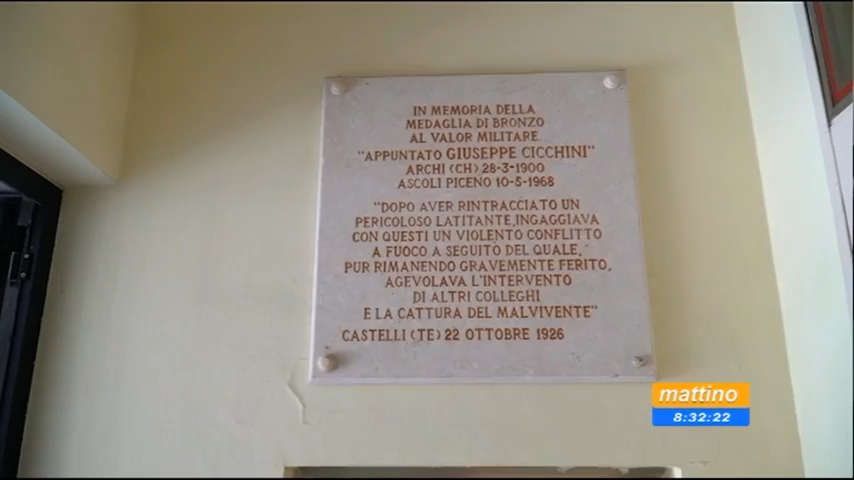 IN MEMORIA DELLA
MEDAGLIA DI BRONZO
AL VALOR MILITARE
"APPUNTATO GIUSEPPE CICCHINI"
ARCHI (CH) 28-3-1900
ASCOLI PICENO 10-5-1968
"DOPO AVER RINTRACCIATO UN
PERICOLOSO LATITANTE, INGAGGIAVA
CON QUESTI UN VIOLENTO CONFLITTO
A FUOCO A SEGUITO DEL QUALE,
PUR RIMANENDO GRAVEMENTE FERITO,
AGEVOLAVA L'INTERVENTO
DI ALTRI COLLEGHI
E LA CATTURA DEL MALVIVENTE"
CASTELLI (TE) 22 OTTOBRE 1926
mattino
8:32:22